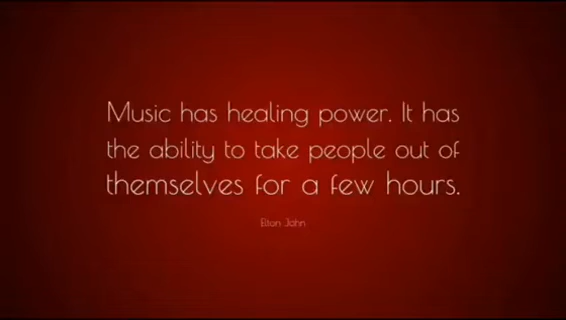 Music has healing power. It has
the ability to take people out of
themselves for a few hours.
Elton John